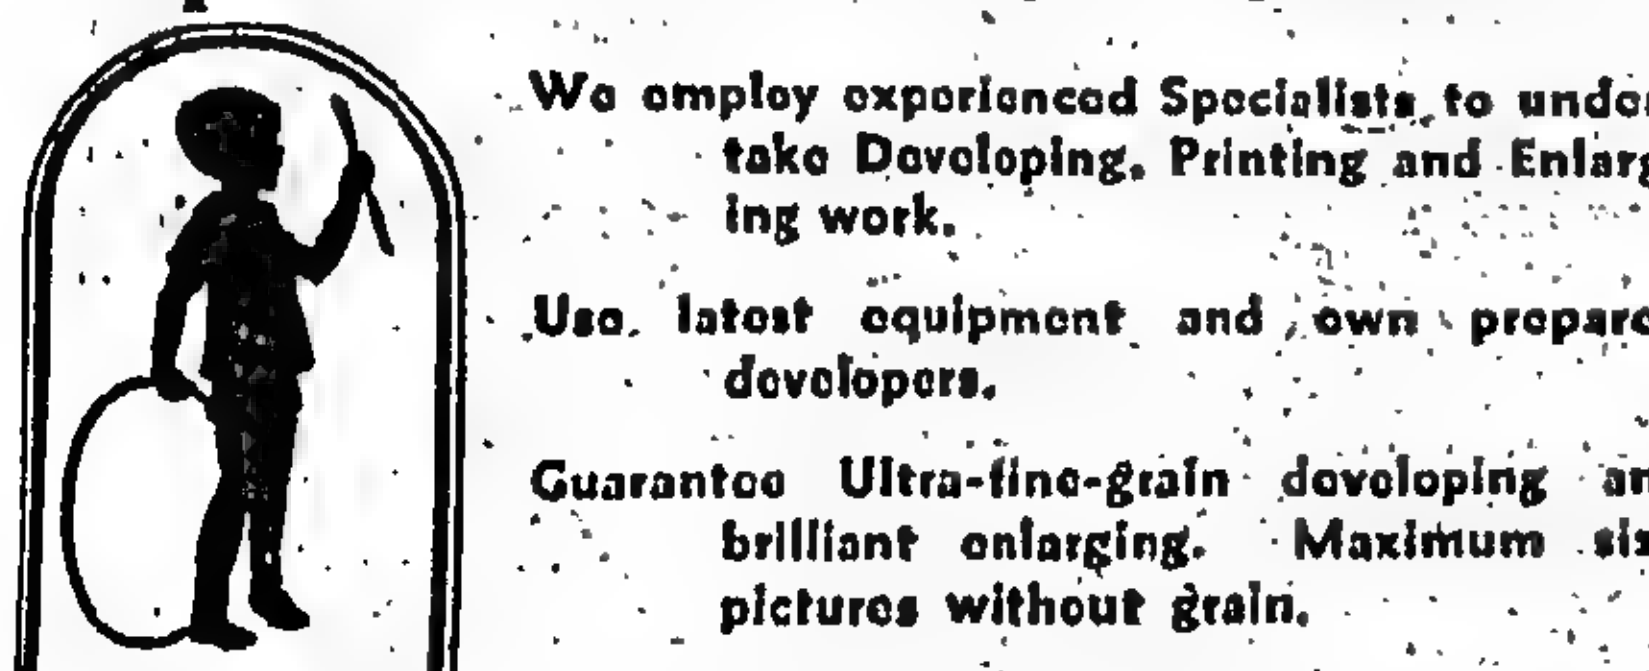 We employ experienced Specialists to under
take Developing, Printing and Enlarg
ing work.
Use latest equipment and own prepare
developers.
Guarantee Ultra-fine-grain developing an
brilliant enlarging. Maximum siz
pictures without grain.